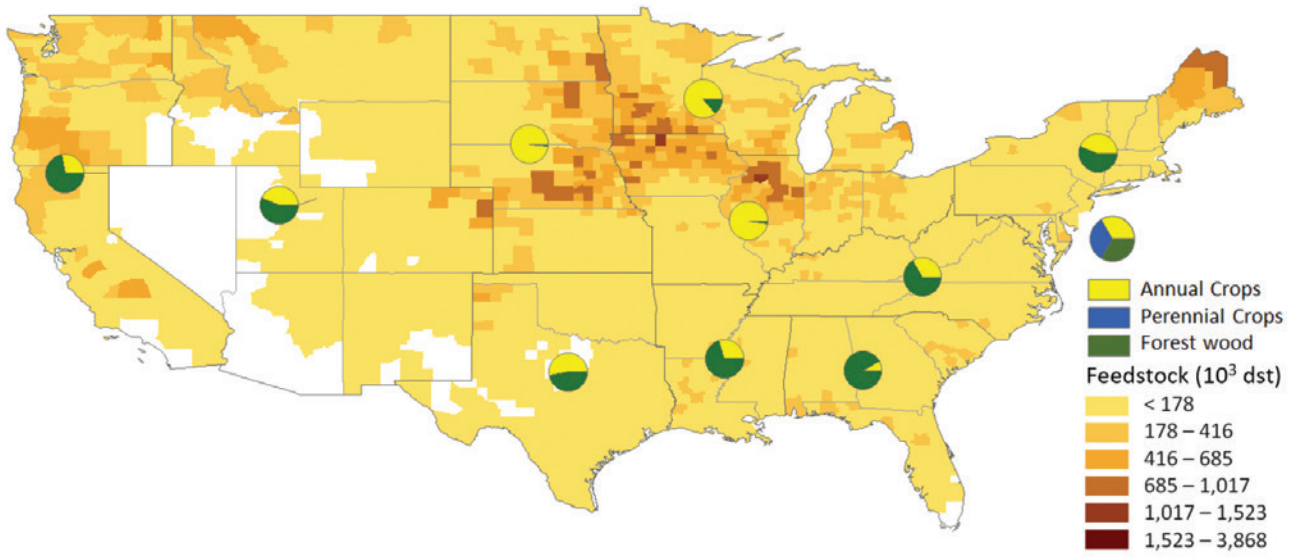 Annual Crops
Perennial Crops
Forest wood
Feedstock (10³ dst)
< 178
178 – 416
416 – 685
685 – 1,017
1,017 – 1,523
1,523 – 3,868